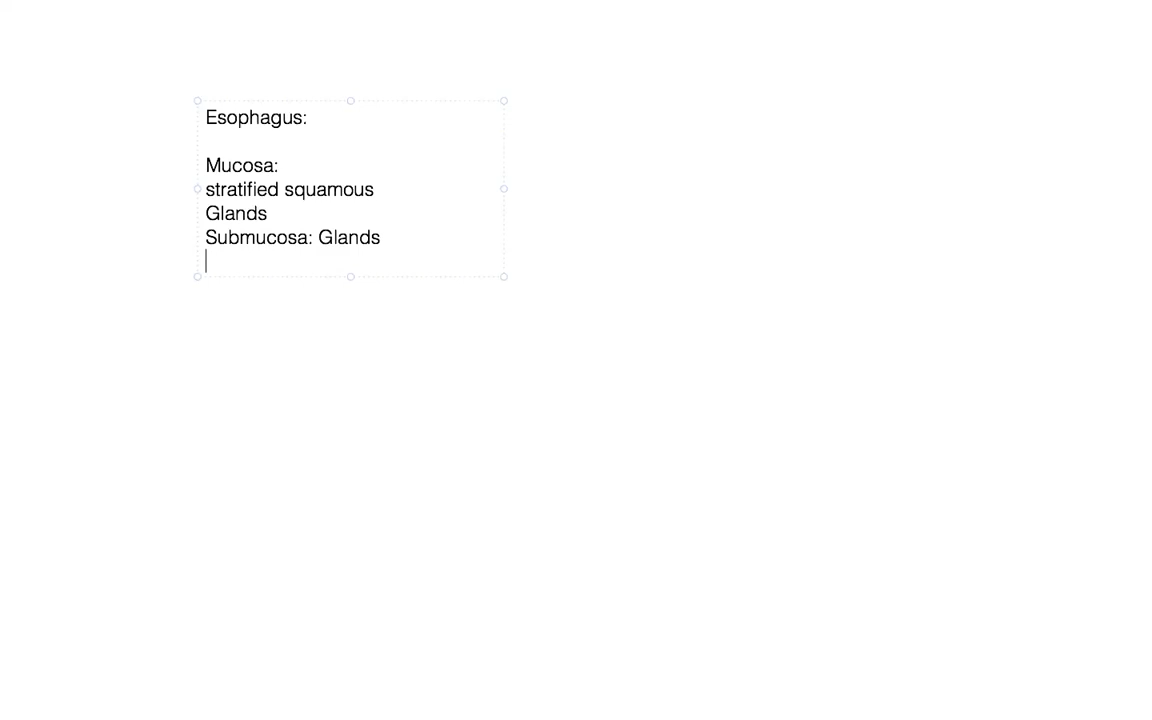 Esophagus:
Mucosa:
stratified squamous
Glands
Submucosa: Glands